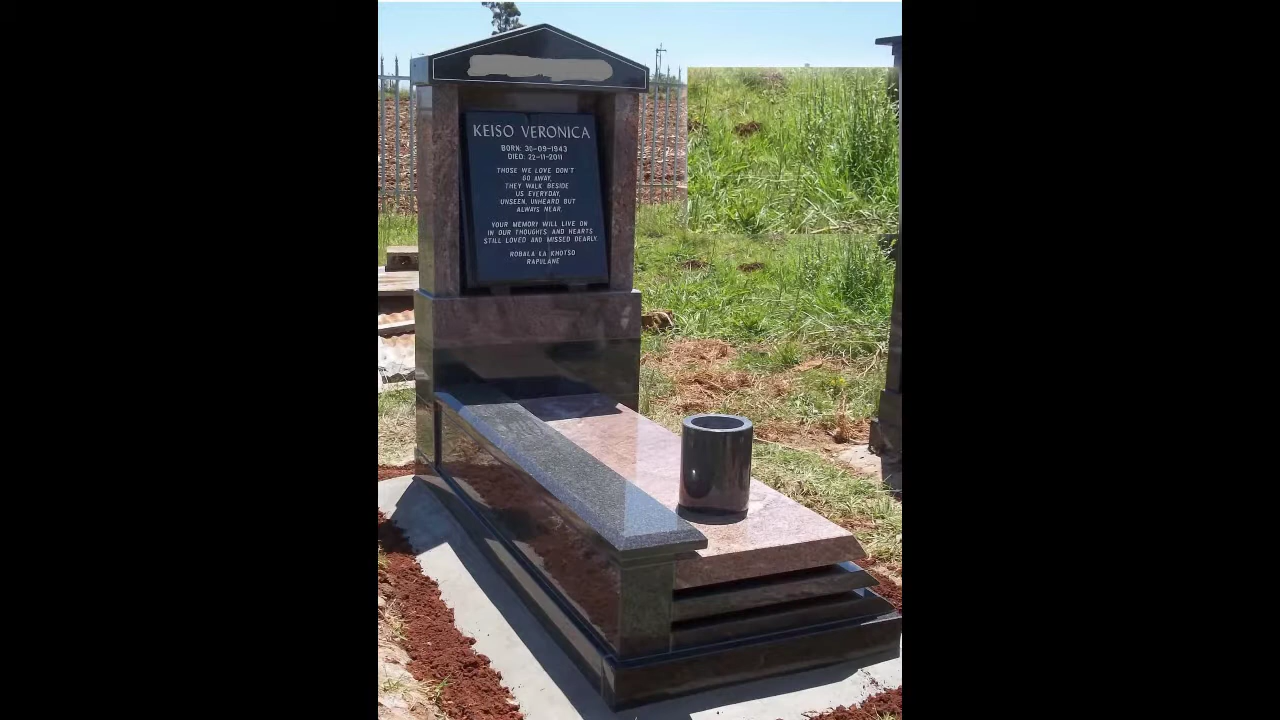 KEISO VERONICA
BORN: 30-09-1943
DIED: 22-11-2011
THOSE WE LOVE DON'T
GO AWAY,
THEY WALK BESIDE
US EVERYDAY,
UNSEEN, UNHEARD BUT
ALWAYS NEAR.
YOUR MEMORY WILL LIVE ON
IN OUR THOUGHTS AND HEARTS
STILL LOVED AND MISSED DEARLY.
ROBALA KA KHOTSO
RAPULANE